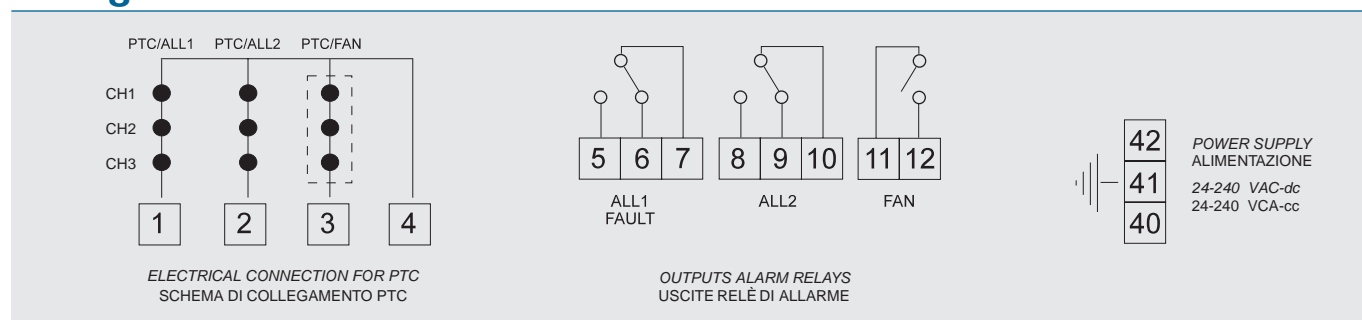 PTC/ALL1 PTC/ALL2 PTC/FAN
CH1
CH2
CH3
1 2 3 4
ELECTRICAL CONNECTION FOR PTC
SCHEMA DI COLLEGAMENTO PTC
5 6 7 8 9 10 11 12
ALL1 ALL2 FAN
FAULT
OUTPUTS ALARM RELAYS
USCITE RELÈ DI ALLARME
42
41
40
POWER SUPPLY
ALIMENTAZIONE
24-240 VAC-dc
24-240 VCA-cc